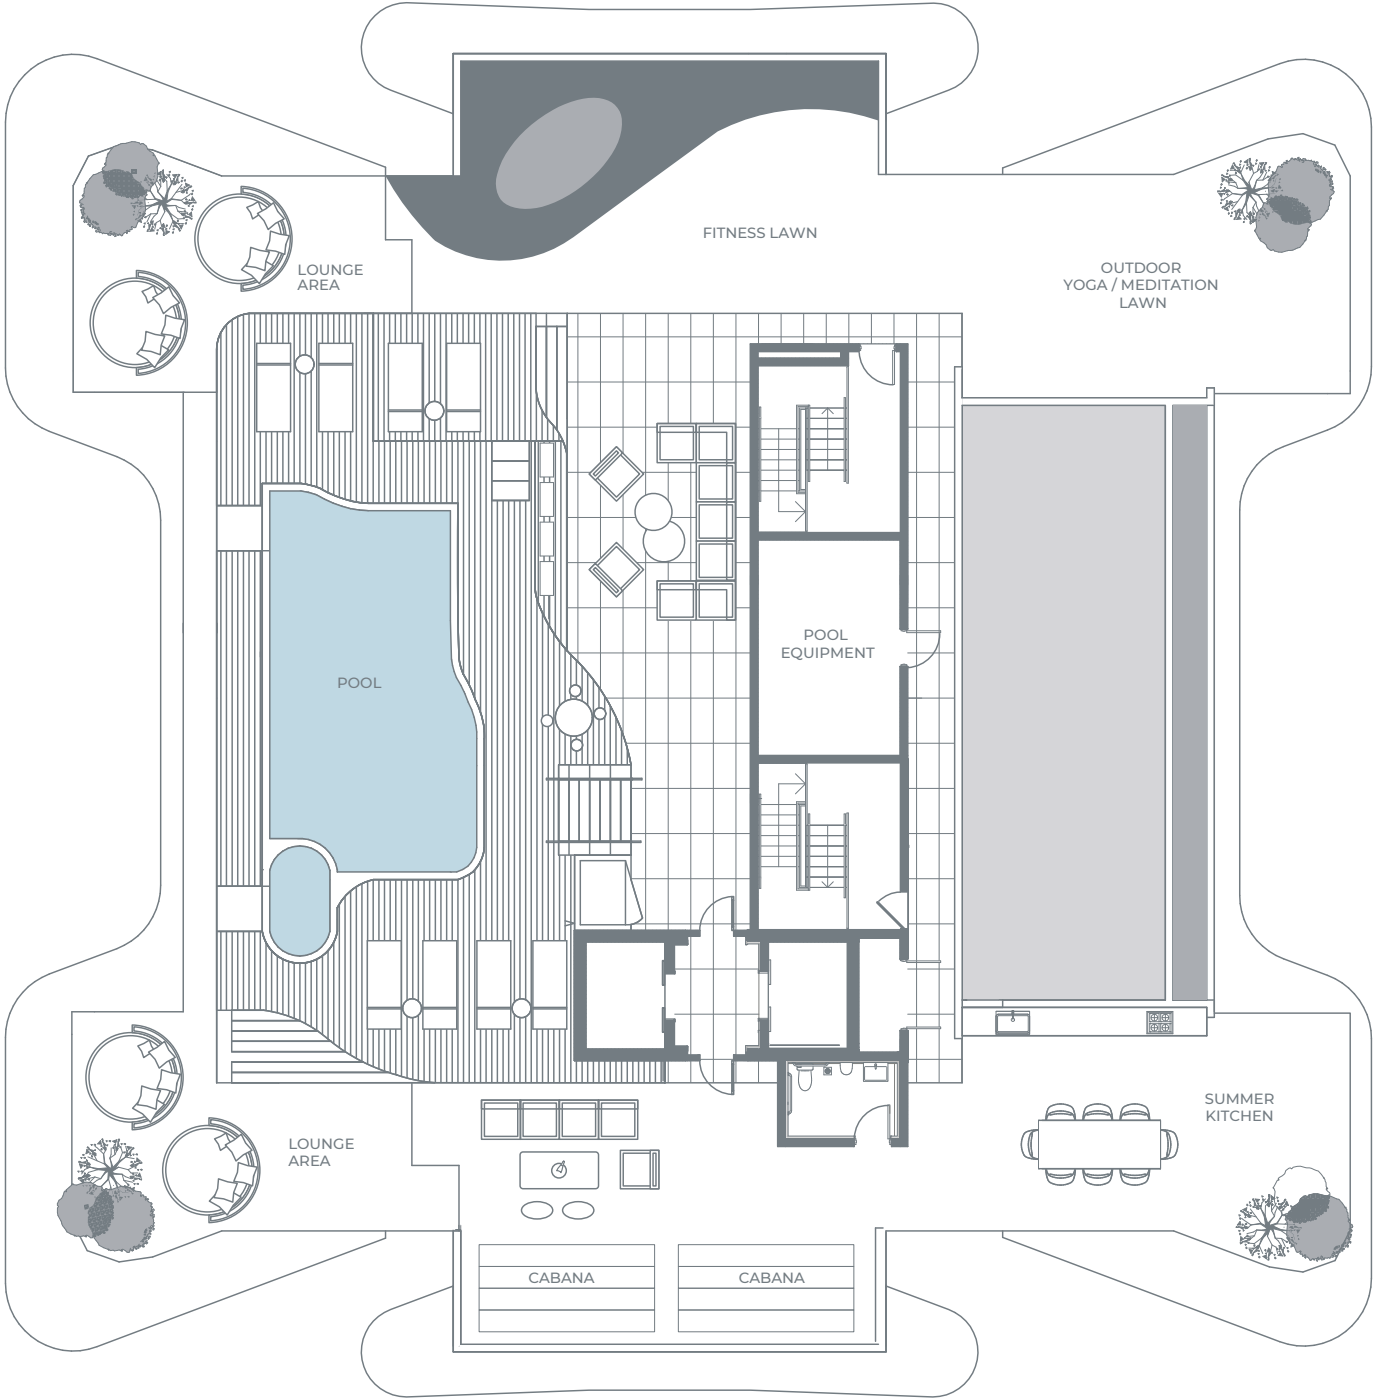 FITNESS LAWN
LOUNGE
AREA
OUTDOOR
YOGA / MEDITATION
LAWN
POOL
EQUIPMENT
POOL
SUMMER
KITCHEN
LOUNGE
AREA
CABANA
CABANA